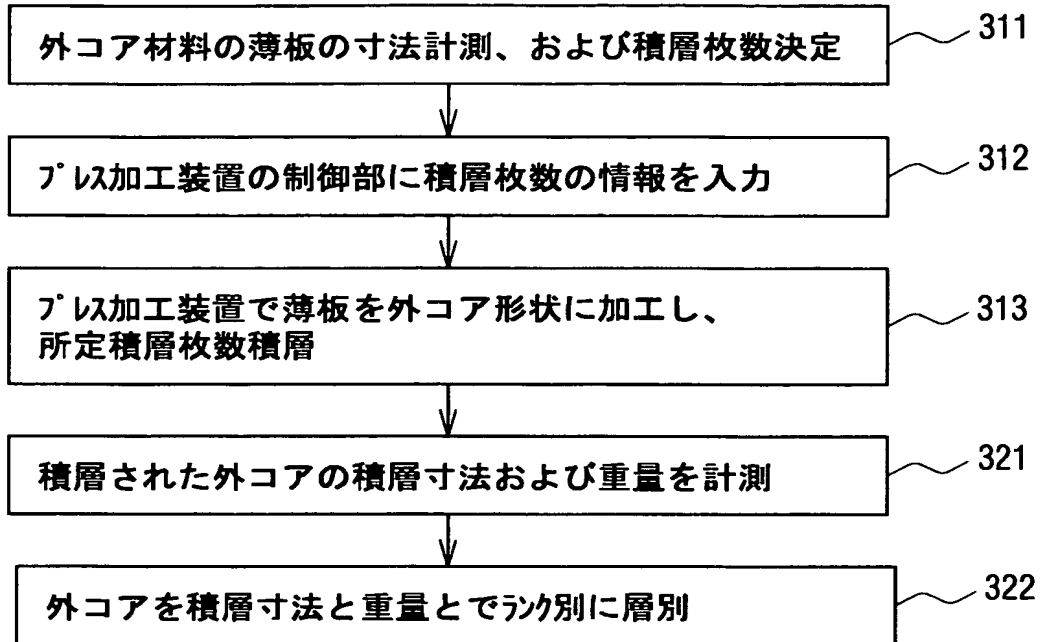 外コア材料の薄板の寸法計測、および積層枚数決定
311
プレス加工装置の制御部に積層枚数の情報を入力
312
プレス加工装置で薄板を外コア形状に加工し、
所定積層枚数積層
313
積層された外コアの積層寸法および重量を計測
321
外コアを積層寸法と重量とでランク別に層別
322